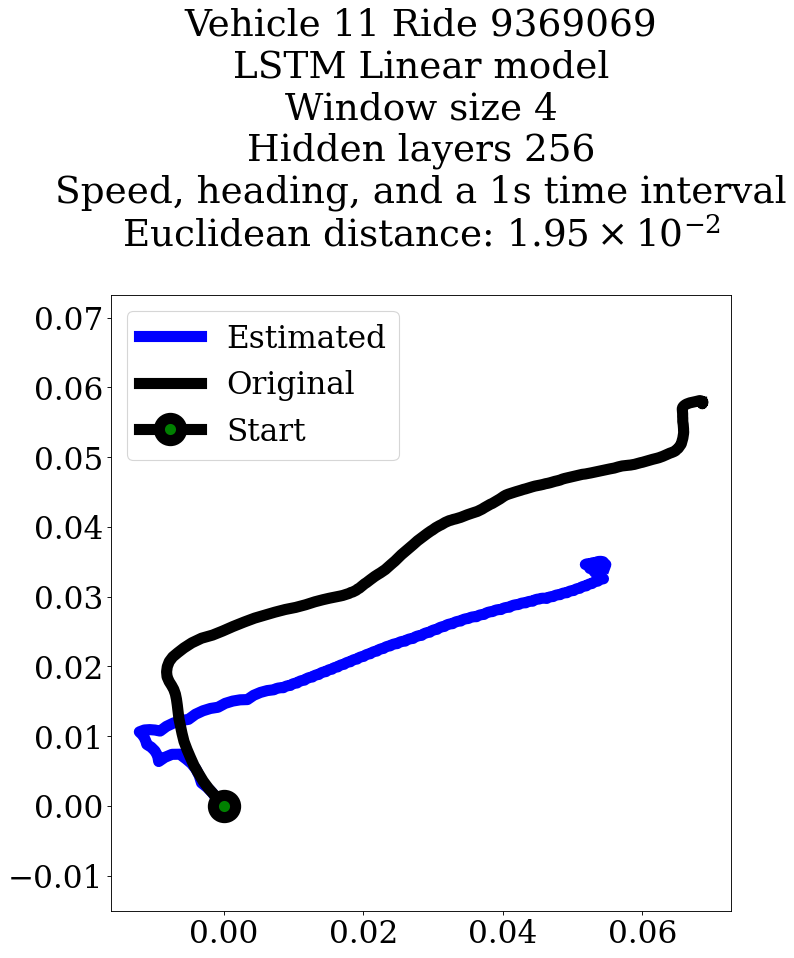 Vehicle 11 Ride 9369069
LSTM Linear model
Window size 4
Hidden layers 256
Speed, heading, and a 1s time interval
Euclidean distance: 1.95 × 10⁻²
0.07
0.06
0.05
0.04
0.03
0.02
0.01
0.00
−0.01
Estimated
Original
Start
0.00 0.02 0.04 0.06